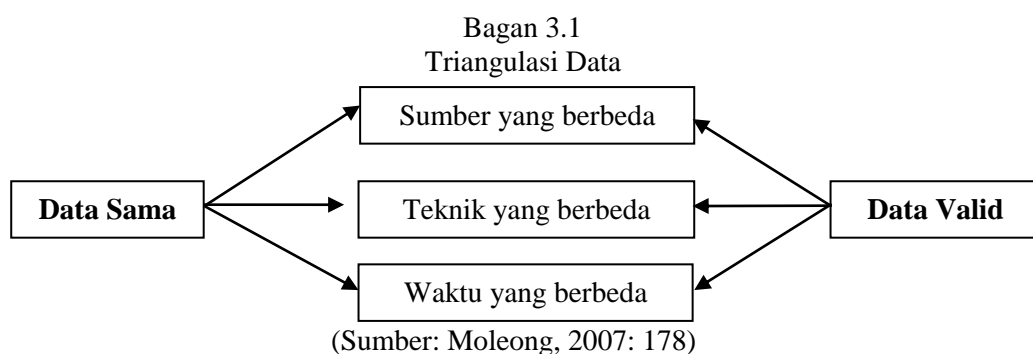 Bagan 3.1
Triangulasi Data
Sumber yang berbeda
Data Sama
Teknik yang berbeda
Data Valid
Waktu yang berbeda
(Sumber: Moleong, 2007: 178)